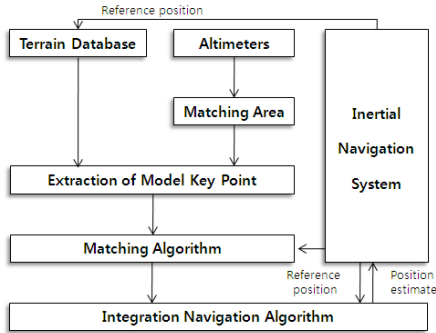 Reference position
Terrain Database
Altimeters
Inertial
Navigation
System
Matching Area
Extraction of Model Key Point
Matching Algorithm
Reference
position
Position
estimate
Integration Navigation Algorithm